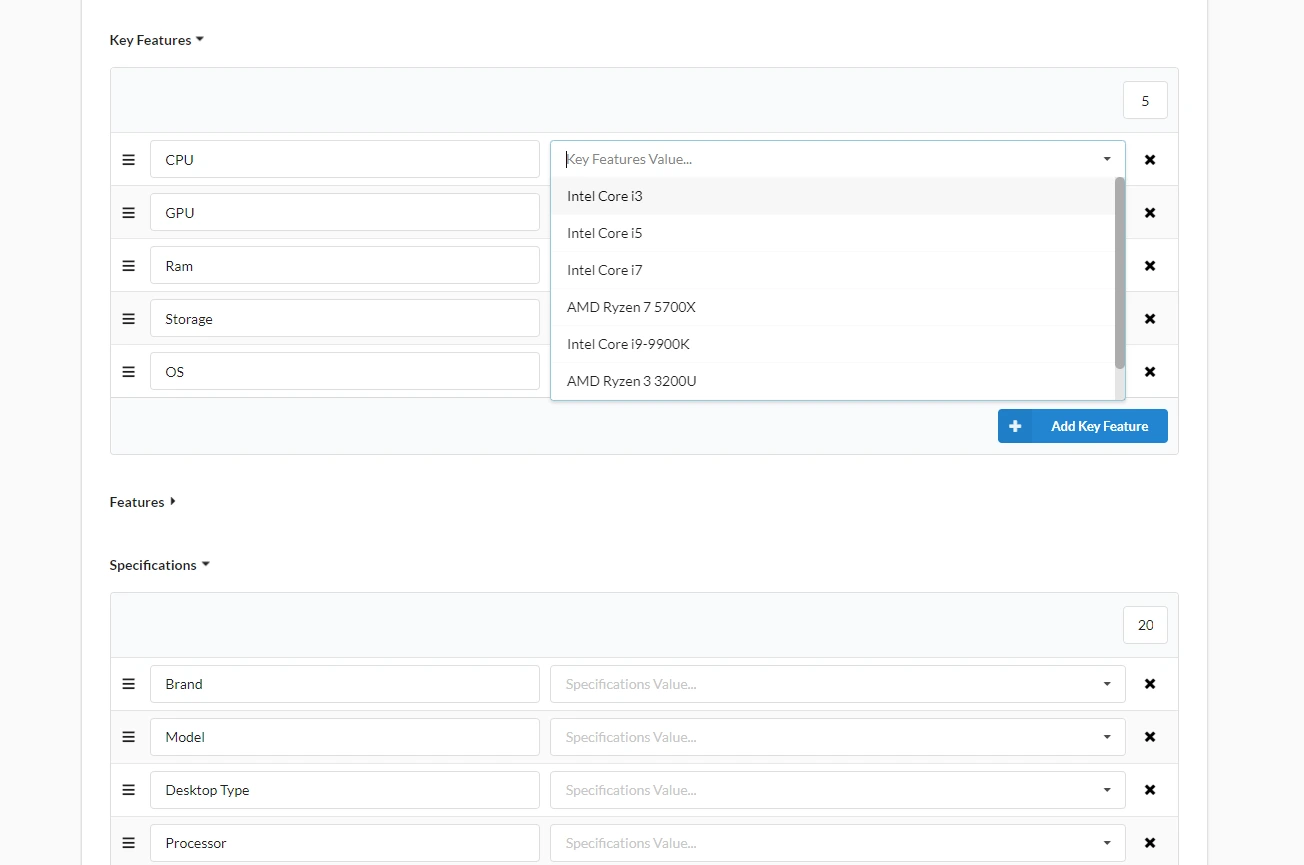 Key Features
5
CPU
Key Features Value...
Intel Core i3
GPU
Intel Core i5
Ram
Intel Core i7
Storage
AMD Ryzen 7 5700X
Intel Core i9-9900K
OS
AMD Ryzen 3 3200U
Add Key Feature
Features
Specifications
20
Brand
Specifications Value...
Model
Specifications Value...
Desktop Type
Specifications Value...
Processor
Specifications Value...